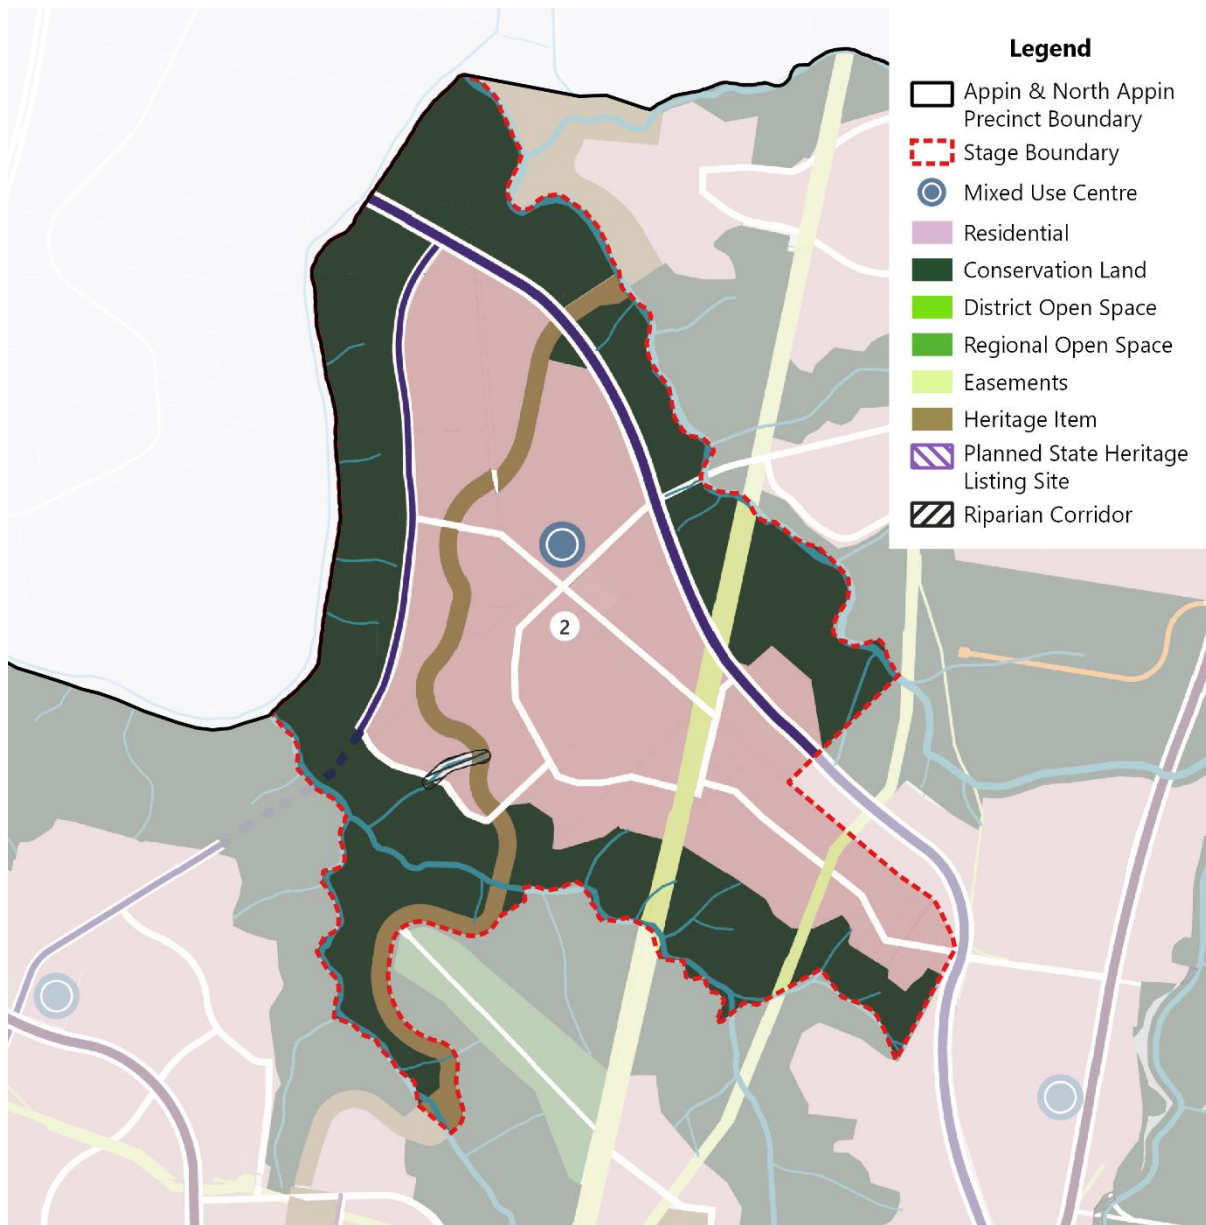 Legend
Appin & North Appin
Precinct Boundary
Stage Boundary
Mixed Use Centre
Residential
Conservation Land
District Open Space
Regional Open Space
Easements
Heritage Item
Planned State Heritage
Listing Site
Riparian Corridor
2